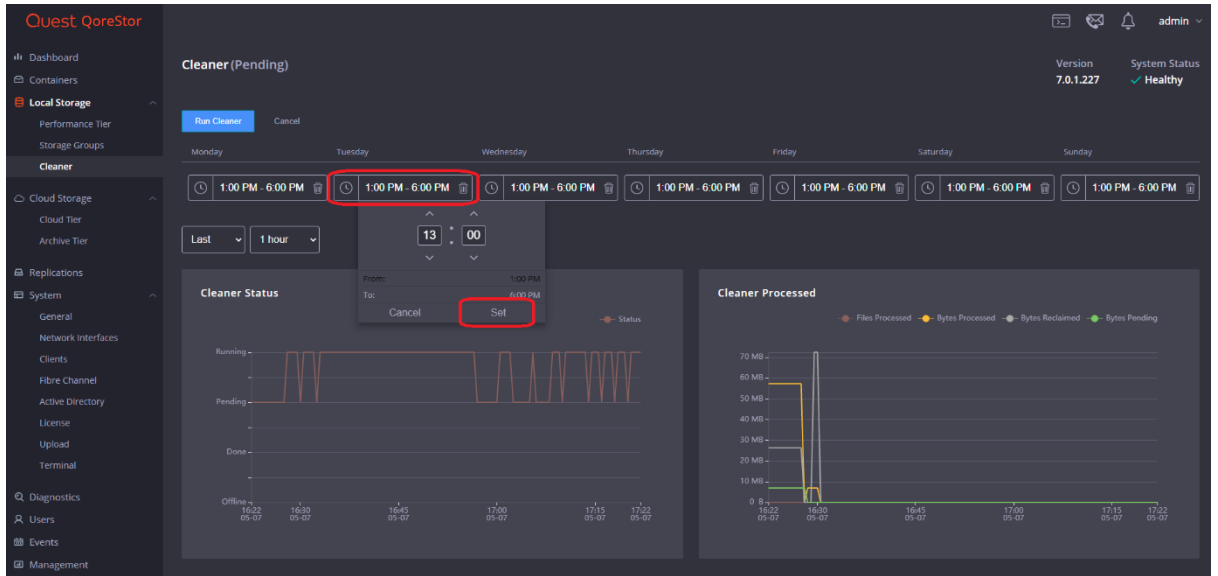 Quest QoreStor
admin
Dashboard
Containers
Local Storage
Performance Tier
Storage Groups
Cleaner
Cloud Storage
Cloud Tier
Archive Tier
Replications
System
General
Network Interfaces
Clients
Fibre Channel
Active Directory
License
Upload
Terminal
Diagnostics
Users
Events
Management
Cleaner (Pending)
Version
7.0.1.227
System Status
Healthy
Run Cleaner Cancel
Monday Tuesday Wednesday Thursday Friday Saturday Sunday
1:00 PM - 6:00 PM 1:00 PM - 6:00 PM 1:00 PM - 6:00 PM 1:00 PM - 6:00 PM 1:00 PM - 6:00 PM 1:00 PM - 6:00 PM 1:00 PM - 6:00 PM
Last 1 hour
13 : 00
From: 1:00 PM
To: 6:00 PM
Cancel Set
Cleaner Status
Status
Running
Pending
Done
Offline
16:22 16:30 16:45 17:00 17:15 17:22
05-07 05-07 05-07 05-07 05-07 05-07
Cleaner Processed
Files Processed Bytes Processed Bytes Reclaimed Bytes Pending
70 MB
60 MB
50 MB
40 MB
30 MB
20 MB
10 MB
0 B
16:22 16:30 16:45 17:00 17:15 17:22
05-07 05-07 05-07 05-07 05-07 05-07